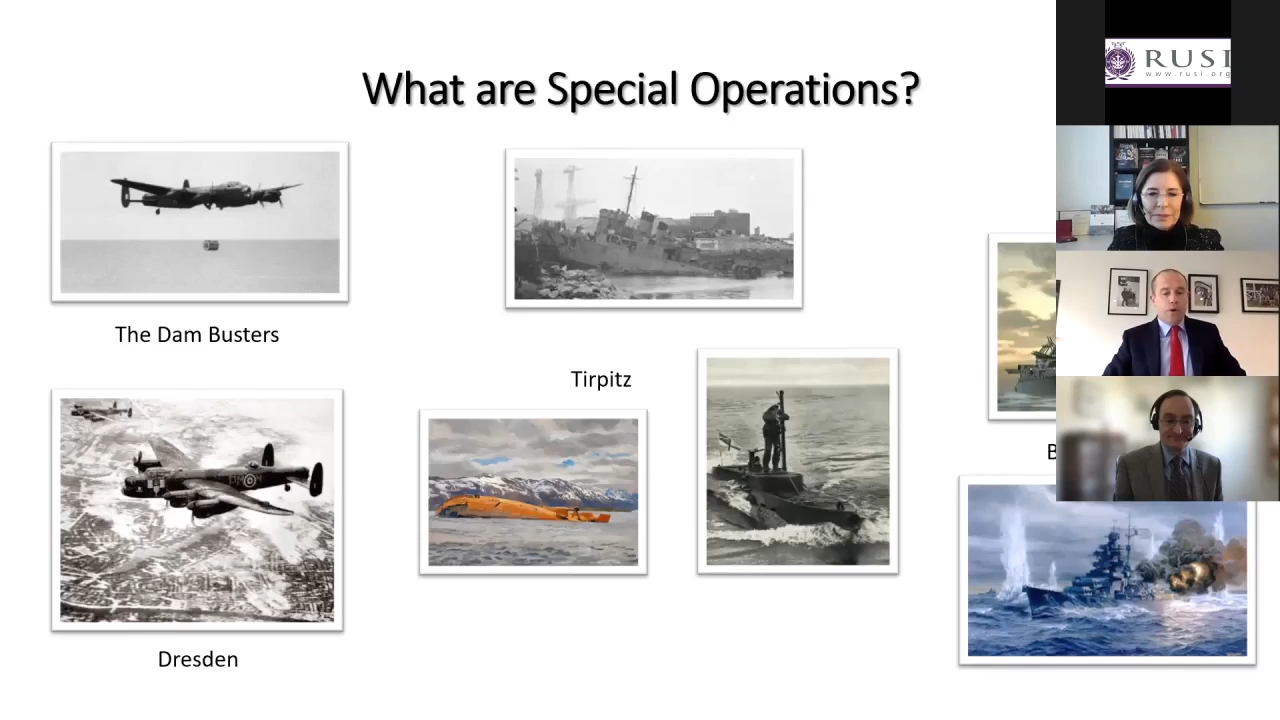 What are Special Operations?
RUSI
www.rusi.org
The Dam Busters
Tirpitz
B
Dresden